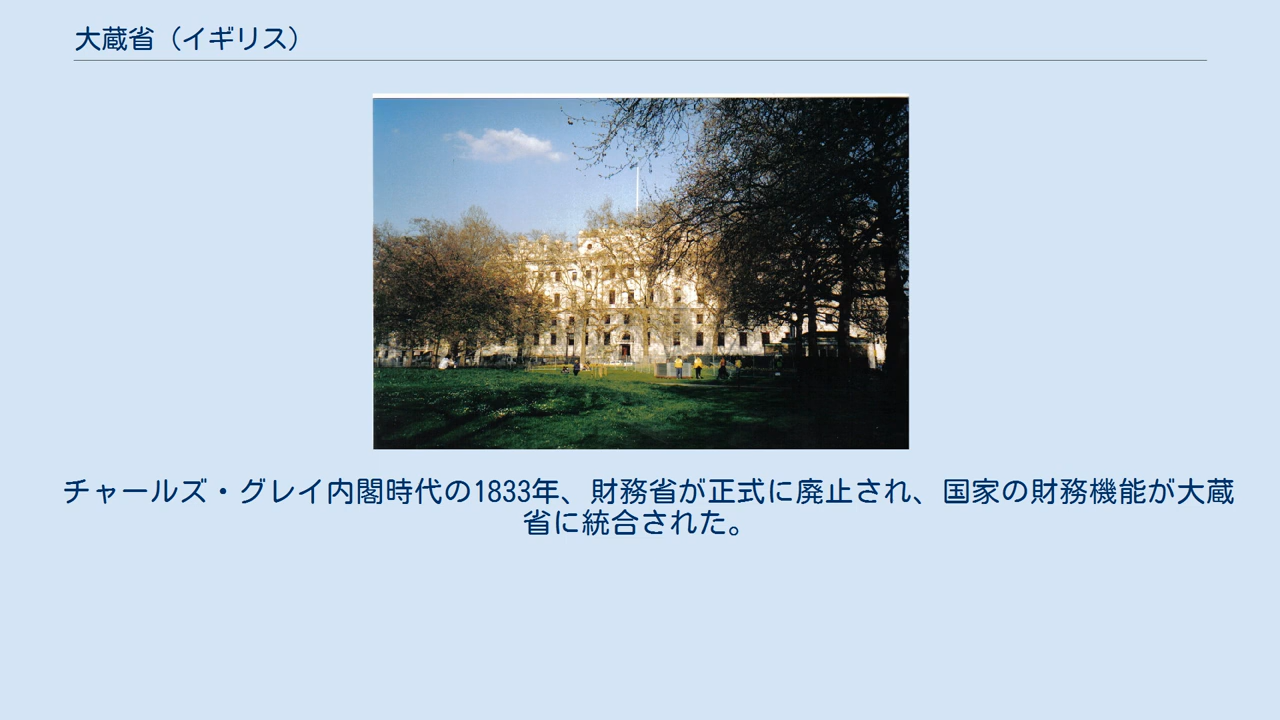 大蔵省（イギリス）
チャールズ・グレイ内閣時代の1833年、財務省が正式に廃止され、国家の財務機能が大蔵
省に統合された。